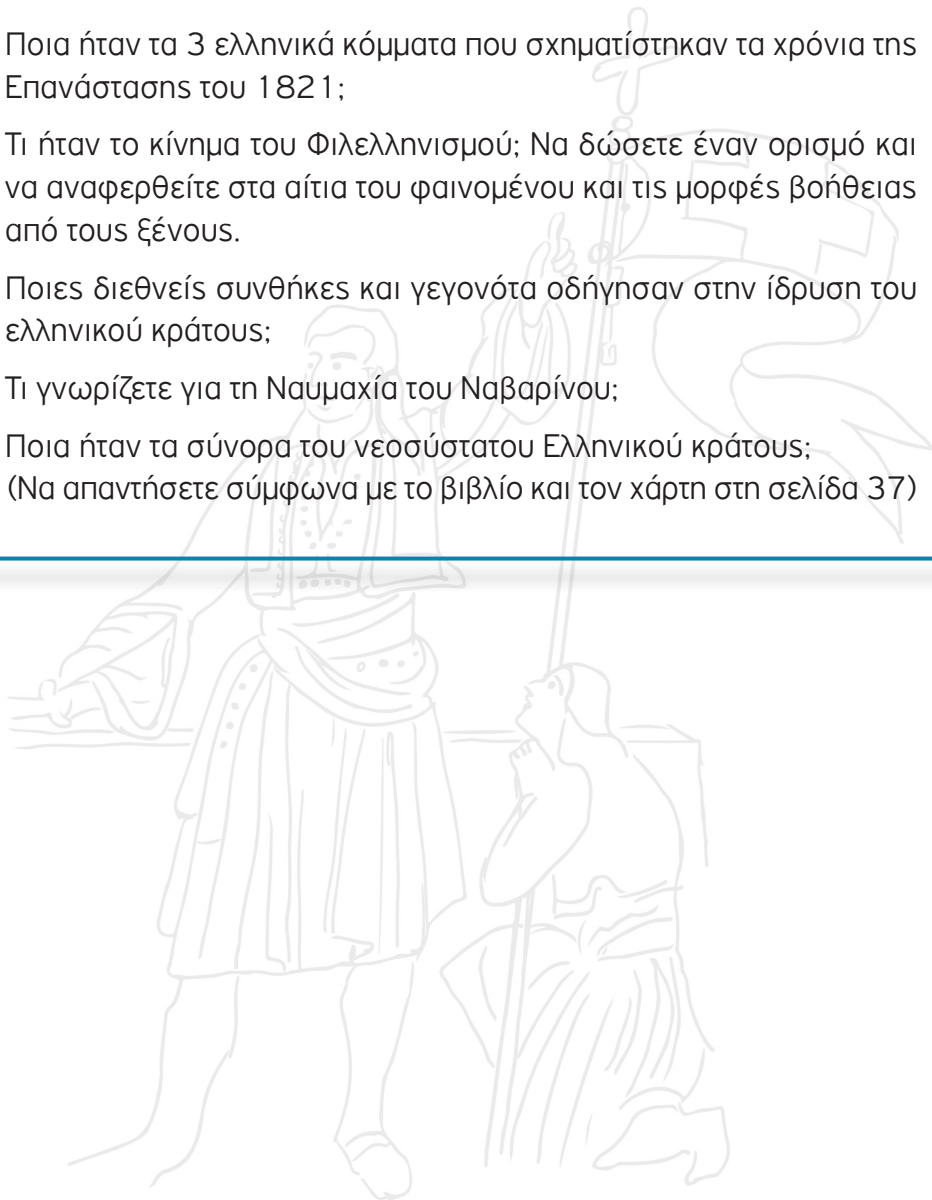 Ποια ήταν τα 3 ελληνικά κόμματα που σχηματίστηκαν τα χρόνια της
Επανάστασης του 1821;
Τι ήταν το κίνημα του Φιλελληνισμού; Να δώσετε έναν ορισμό και
να αναφερθείτε στα αίτια του φαινομένου και τις μορφές βοήθειας
από τους ξένους.
Ποιες διεθνείς συνθήκες και γεγονότα οδήγησαν στην ίδρυση του
ελληνικού κράτους;
Τι γνωρίζετε για τη Ναυμαχία του Ναβαρίνου;
Ποια ήταν τα σύνορα του νεοσύστατου Ελληνικού κράτους;
(Να απαντήσετε σύμφωνα με το βιβλίο και τον χάρτη στη σελίδα 37)